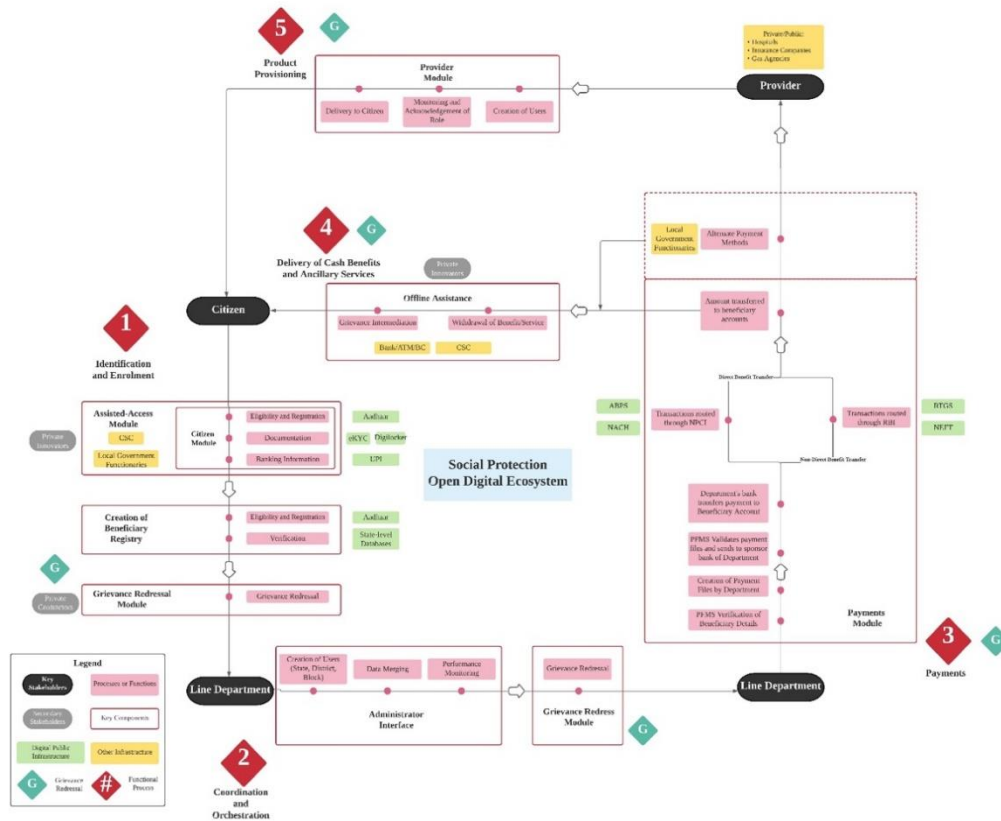 5
G
Product
Provisioning
Provider
Module
Delivery to Citizen
Monitoring and
Acknowledgement of
Role
Creation of Users
Private/Public:
• Hospitals
• Insurance Companies
• Gas Agencies
Provider
4
G
Delivery of Cash Benefits
and Ancillary Services
Private
Innovators
Offline Assistance
Grievance Intermediation
Withdrawal of Benefit/Service
Bank/ATM/BC
CSC
Local
Government
Functionaries
Alternate Payment
Methods
Amount transferred
to beneficiary
accounts
Citizen
1
Identification
and Enrolment
Assisted-Access
Module
CSC
Local Government
Functionaries
Private
Innovators
Citizen
Module
Eligibility and Registration
Documentation
Banking Information
Aadhaar
eKYC
Digilocker
UPI
Social Protection
Open Digital Ecosystem
Direct Benefit Transfer
ABPS
NACH
Transactions routed
through NPCI
Transactions routed
through RBI
RTGS
NEFT
Non-Direct Benefit Transfer
Creation of
Beneficiary
Registry
Eligibility and Registration
Verification
Aadhaar
State-level
Databases
Department's bank
transfers payment to
Beneficiary Account
PFMS Validates payment
files and sends to sponsor
bank of Department
Creation of Payment
Files by Department
PFMS Verification of
Beneficiary Details
Payments
Module
3
G
Payments
G
Private
Contractors
Grievance Redressal
Module
Grievance Redressal
Line Department
Creation of Users
(State, District,
Block)
Data Merging
Performance
Monitoring
Administrator
Interface
Grievance Redressal
Grievance Redress
Module
G
Line Department
2
Coordination
and
Orchestration
Legend
Key
Stakeholders
Processes or Functions
Secondary
Stakeholders
Key Components
Digital Public
Infrastructure
Other Infrastructure
G
Grievance
Redressal
#
Functional
Process